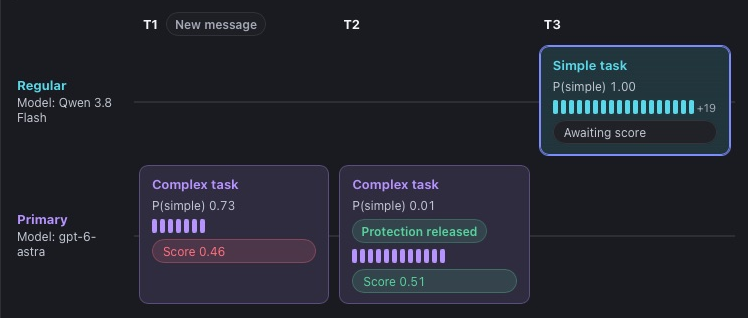 T1 New message T2 T3
Regular
Model: Qwen 3.8
Flash
Simple task
P(simple) 1.00
+19
Awaiting score
Primary
Model: gpt-6-
astra
Complex task
P(simple) 0.73
Score 0.46
Complex task
P(simple) 0.01
Protection released
Score 0.51